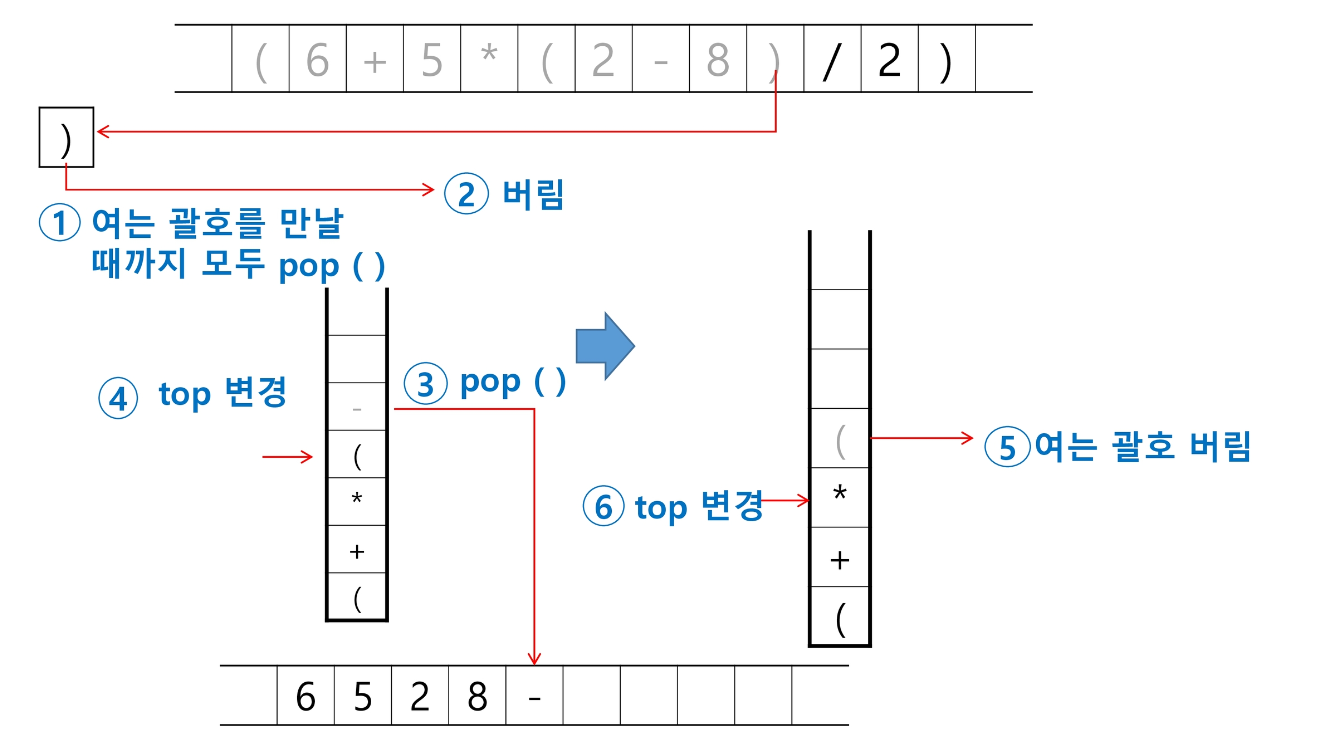 ( 6 + 5 * ( 2 - 8 ) / 2 )
)
② 버림
① 여는 괄호를 만날
때까지 모두 pop ( )
④ top 변경
③ pop ( )
-
(
*
+
(
(
*
+
(
⑤ 여는 괄호 버림
⑥ top 변경
6 5 2 8 -